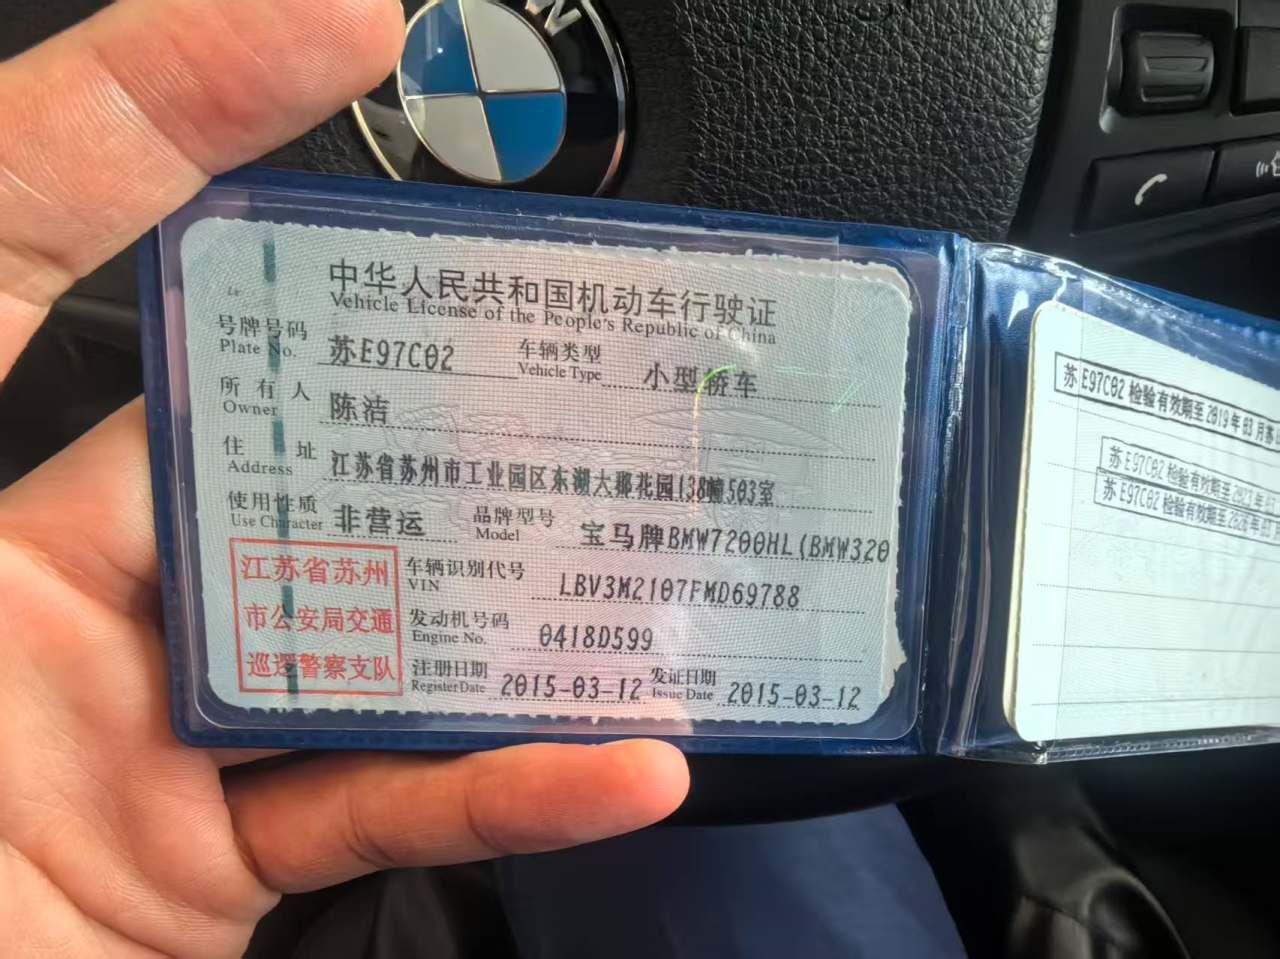 中华人民共和国机动车行驶证
Vehicle License of the People's Republic of China
号牌号码 苏E97C02 车辆类型 小型轿车
Plate No. Vehicle Type
所有人 陈洁
Owner
住址 江苏省苏州市工业园区东湖大郡花园138幢503室
Address
使用性质 非营运 品牌型号 宝马牌BMW7200HL(BMW320
Use Character Model
江苏省苏州
市公安局交通
巡逻警察支队
车辆识别代号 LBV3M2107FMD69788
VIN
发动机号码 0418D599
Engine No.
注册日期 2015-03-12 发证日期 2015-03-12
Register Date Issue Date
苏E97C02检验有效期至2019年03月苏
苏E97C02检验有效期至
苏E97C02检验有效期至